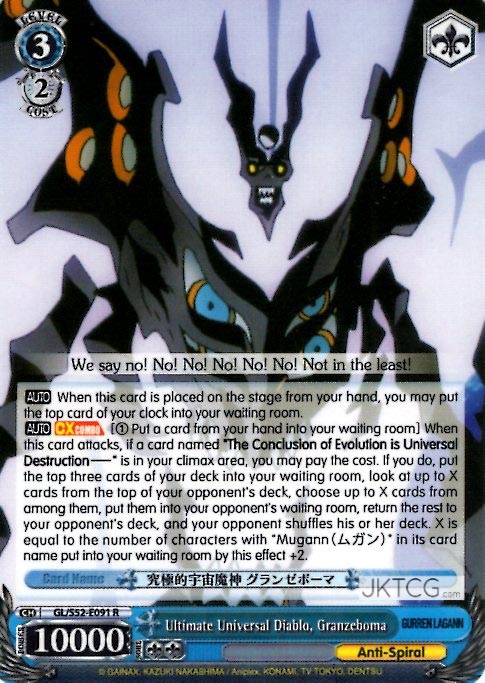 LEVEL
3
2
COST
We say no! No! No! No! No! No! Not in the least!
AUTO When this card is placed on the stage from your hand, you may put
the top card of your clock into your waiting room.
AUTO CX COMBO [① Put a card from your hand into your waiting room] When
this card attacks, if a card named "The Conclusion of Evolution is Universal
Destruction──" is in your climax area, you may pay the cost. If you do, put
the top three cards of your deck into your waiting room, look at up to X
cards from the top of your opponent's deck, choose up to X cards from
among them, put them into your opponent's waiting room, return the rest to
your opponent's deck, and your opponent shuffles his or her deck. X is
equal to the number of characters with "Mugann(ムガン)" in its card
name put into your waiting room by this effect +2.
Card Name 究極的宇宙魔神 グランゼボーマ
JKTCG.com
CH GL/S52-E091 R
Ultimate Universal Diablo, Granzeboma GURREN LAGANN
POWER 10000 SOUL
Anti-Spiral
© GAINAX, KAZUKI NAKASHIMA / Aniplex, KONAMI, TV TOKYO, DENTSU